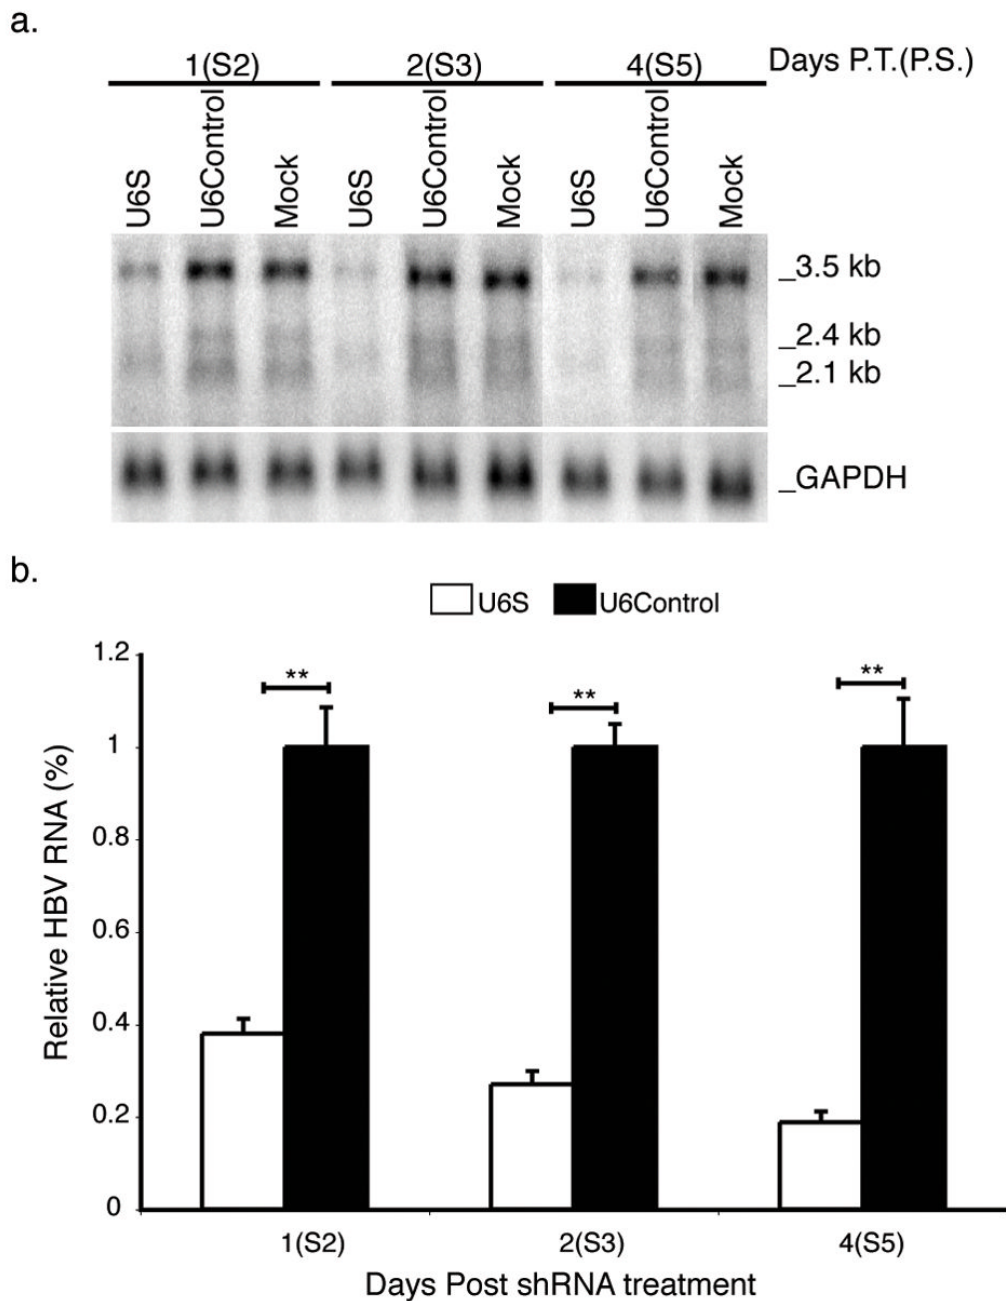 a.
1(S2) 2(S3) 4(S5) Days P.T.(P.S.)
U6S U6Control Mock U6S U6Control Mock U6S U6Control Mock
_3.5 kb
_2.4 kb
_2.1 kb
_GAPDH
b.
U6S U6Control
1.2
** ** **
1
0.8
0.6
0.4
0.2
0
Relative HBV RNA (%)
1(S2) 2(S3) 4(S5)
Days Post shRNA treatment